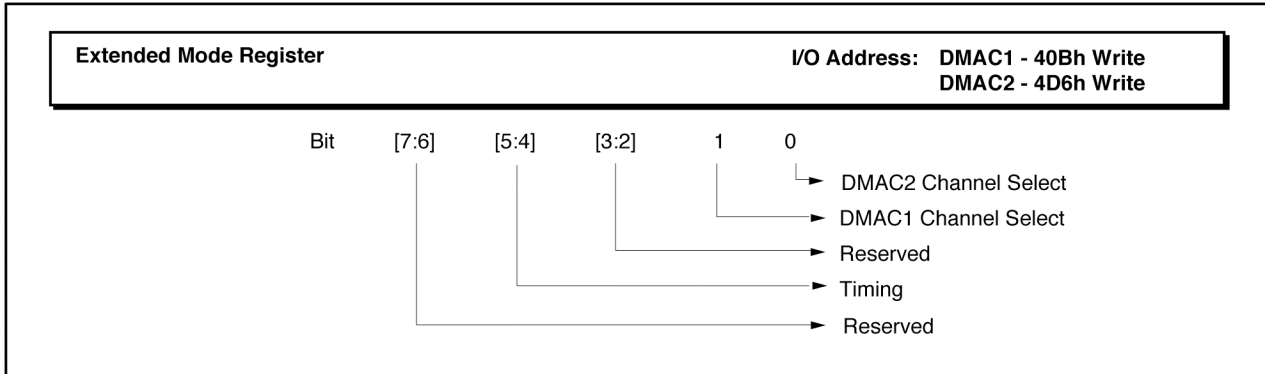 Extended Mode Register I/O Address: DMAC1 - 40Bh Write
DMAC2 - 4D6h Write
Bit [7:6] [5:4] [3:2] 1 0
DMAC2 Channel Select
DMAC1 Channel Select
Reserved
Timing
Reserved